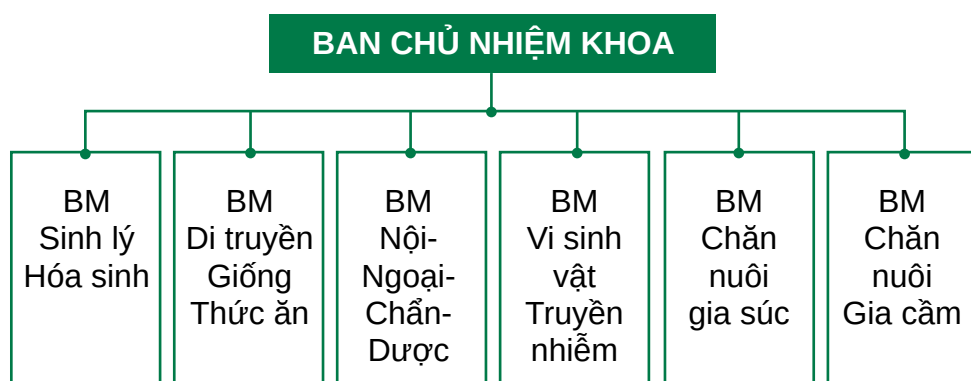 BAN CHỦ NHIỆM KHOA
BM
Sinh lý
Hóa sinh
BM
Di truyền
Giống
Thức ăn
BM
Nội-
Ngoại-
Chẩn-
Dược
BM
Vi sinh
vật
Truyền
nhiễm
BM
Chăn
nuôi
gia súc
BM
Chăn
nuôi
Gia cầm